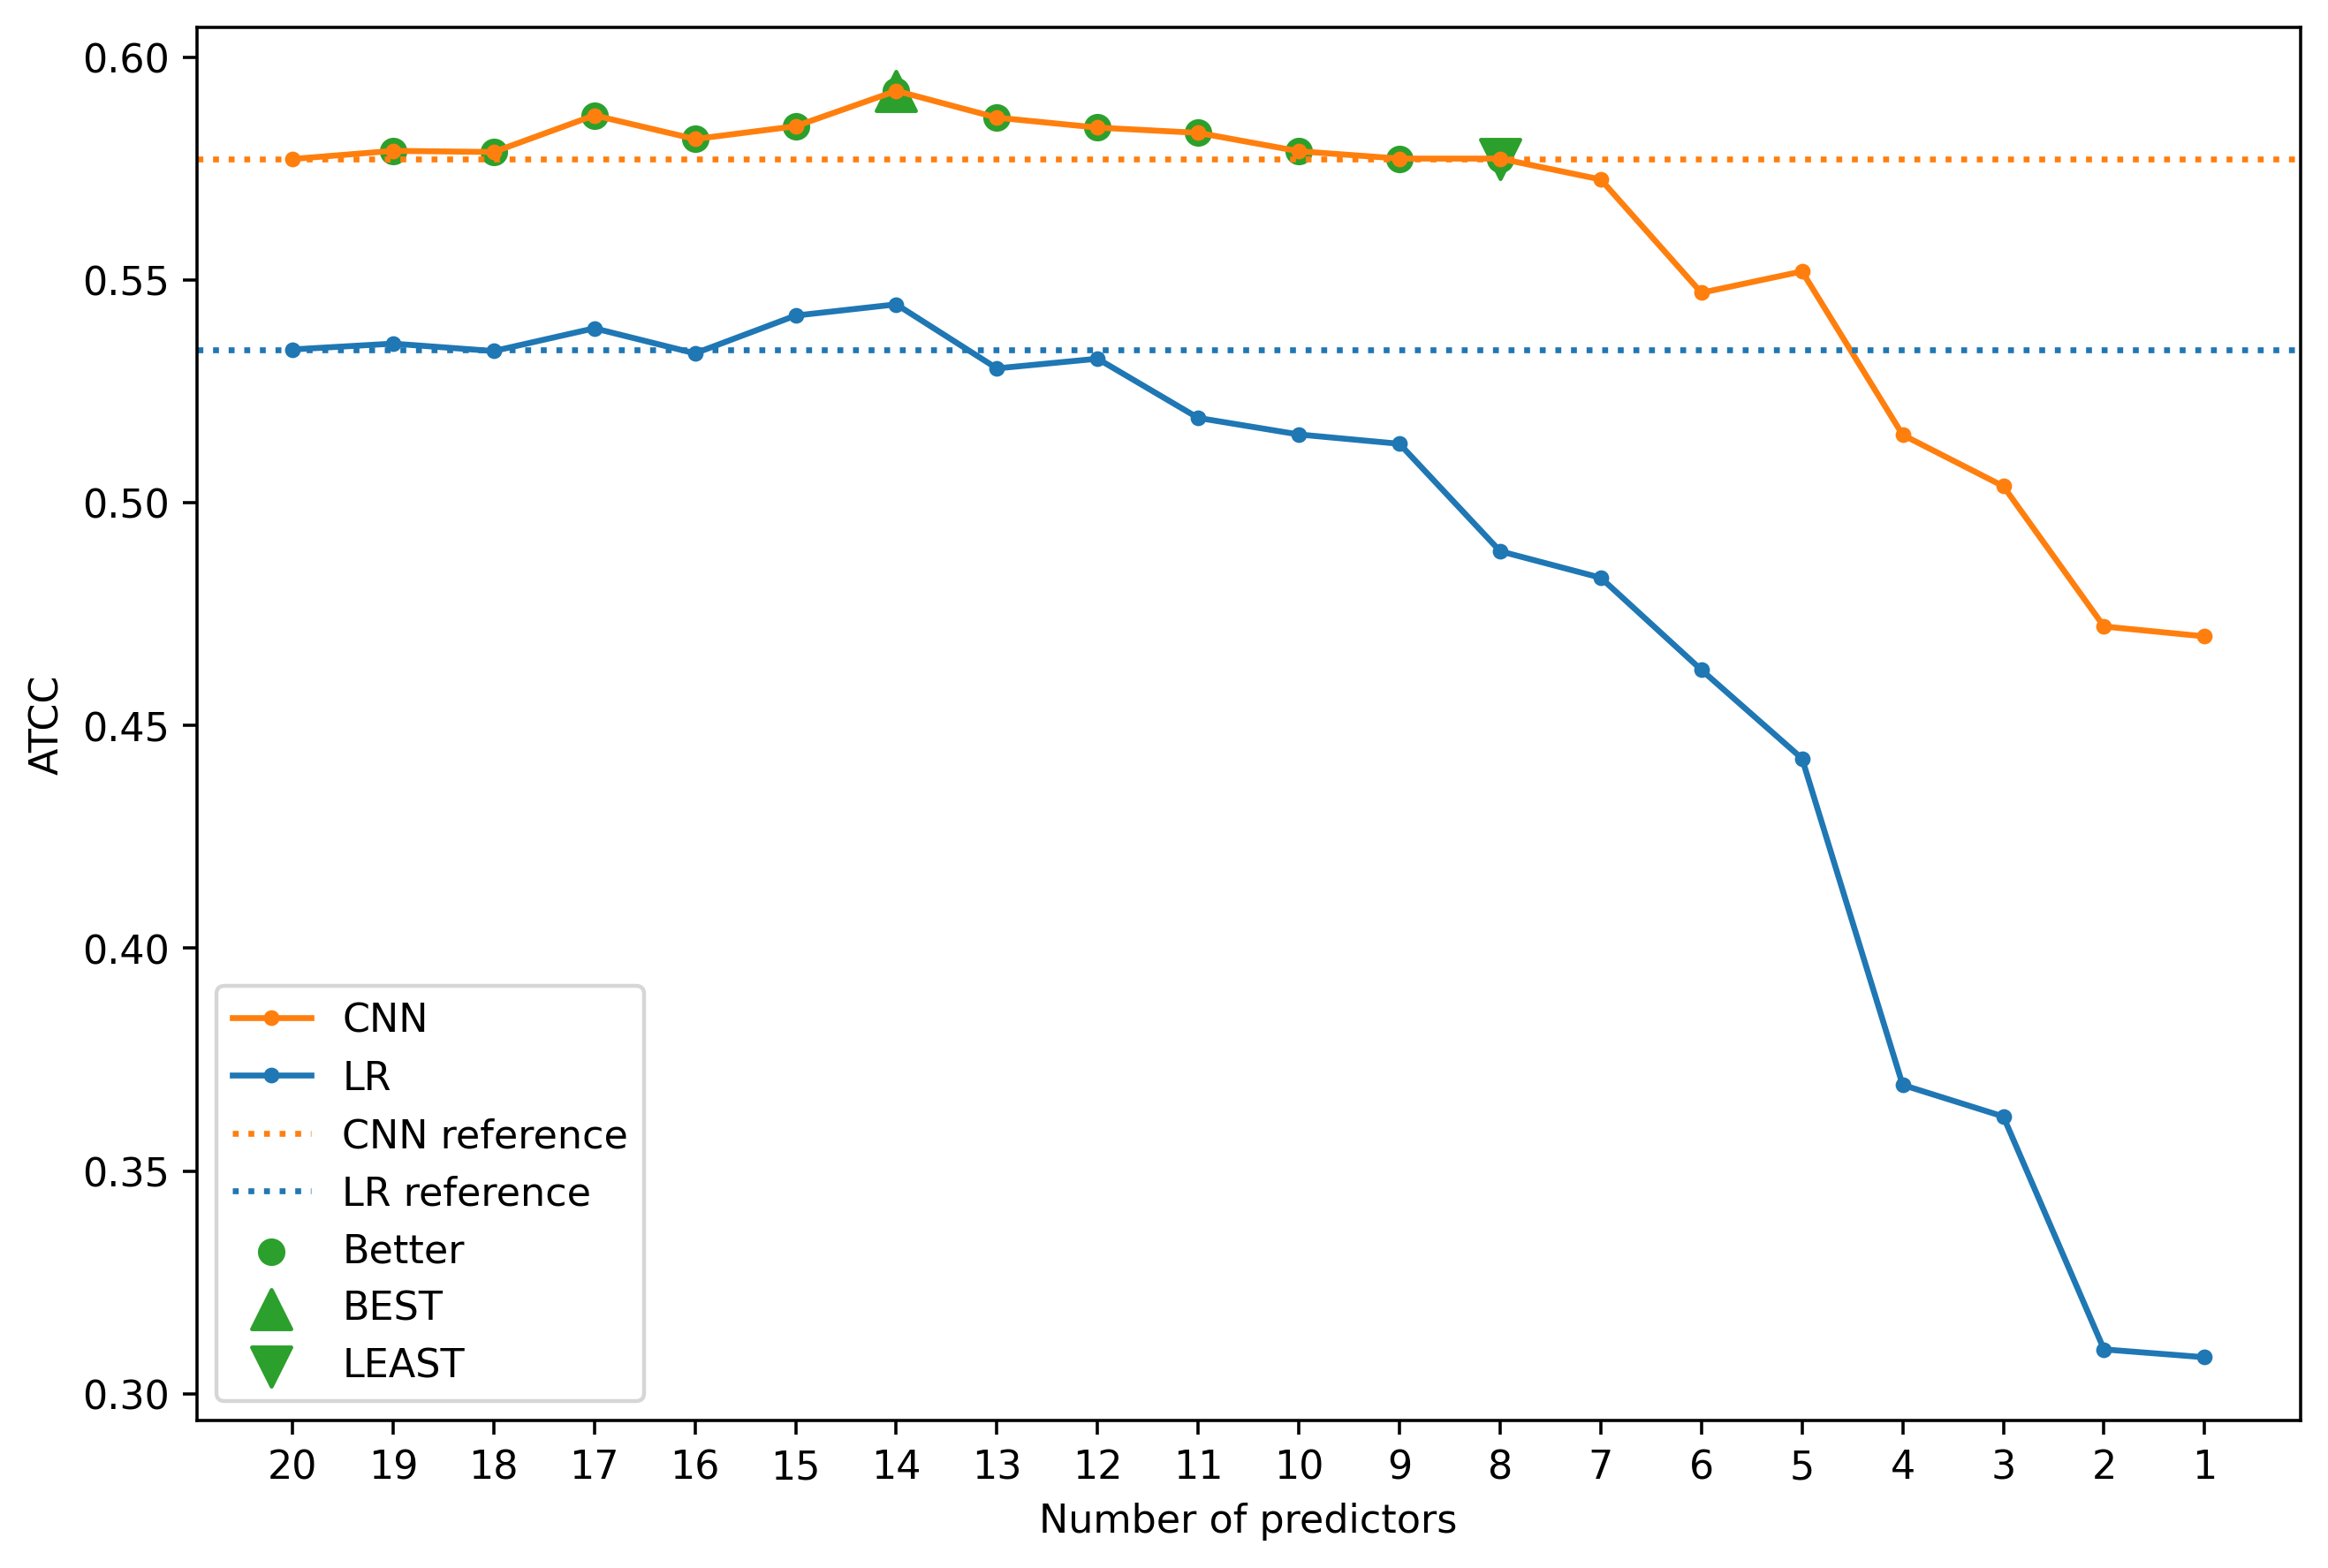 0.60
0.55
0.50
0.45
0.40
0.35
0.30
ATCC
CNN
LR
CNN reference
LR reference
Better
BEST
LEAST
20 19 18 17 16 15 14 13 12 11 10 9 8 7 6 5 4 3 2 1
Number of predictors